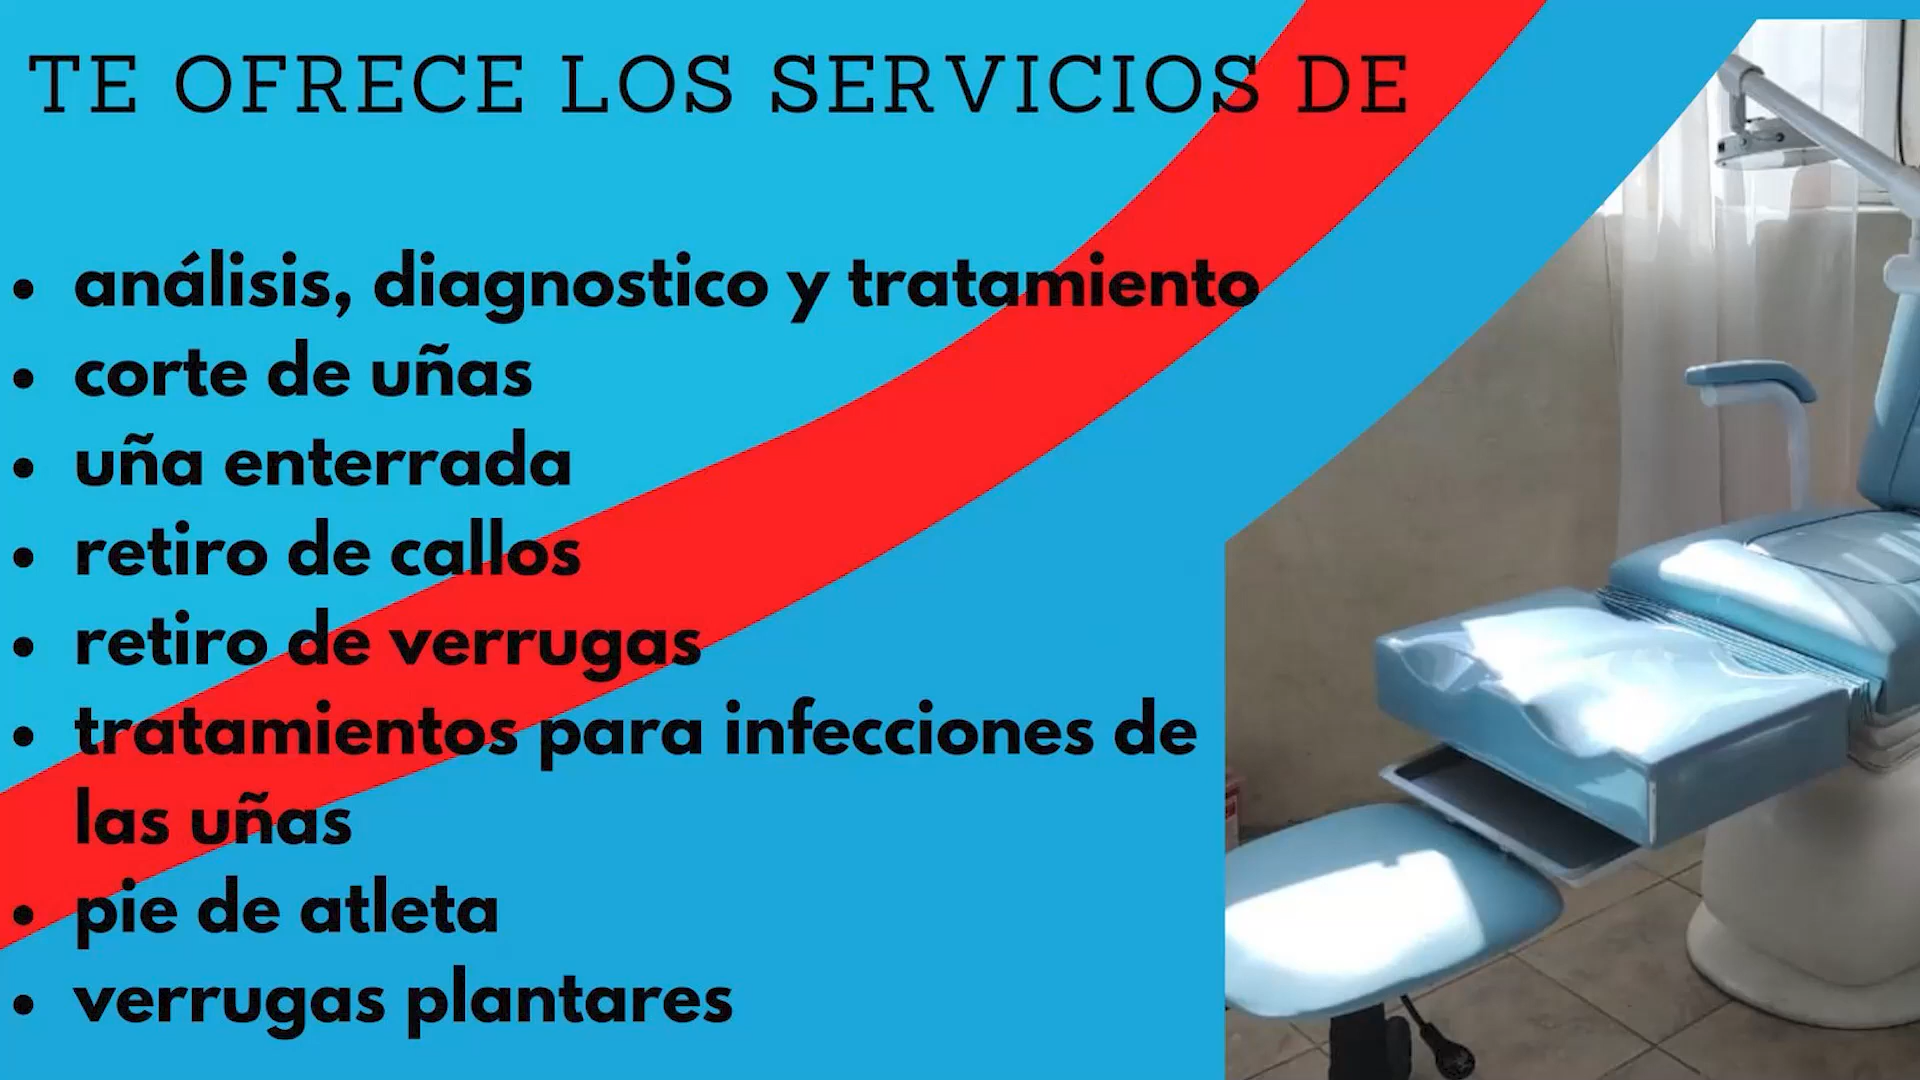 TE OFRECE LOS SERVICIOS DE
• análisis, diagnostico y tratamiento
• corte de uñas
• uña enterrada
• retiro de callos
• retiro de verrugas
• tratamientos para infecciones de
las uñas
• pie de atleta
• verrugas plantares